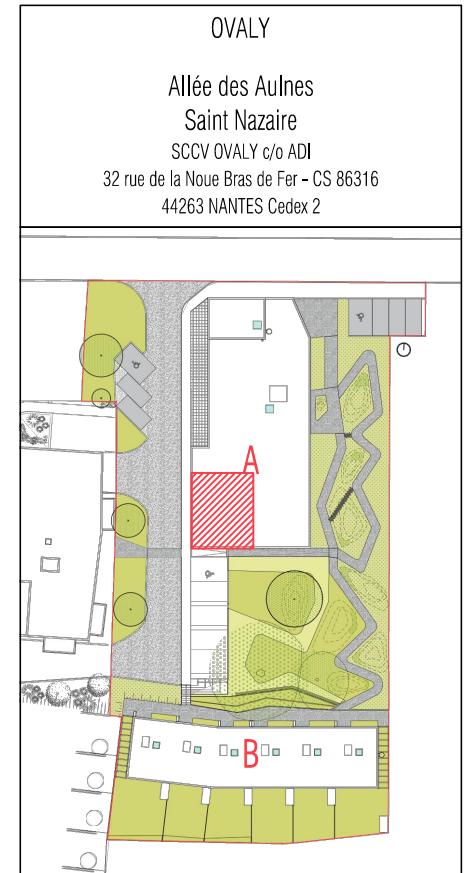 OVALY
Allée des Aulnes
Saint Nazaire
SCCV OVALY c/o ADI
32 rue de la Noue Bras de Fer - CS 86316
44263 NANTES Cedex 2
A
B